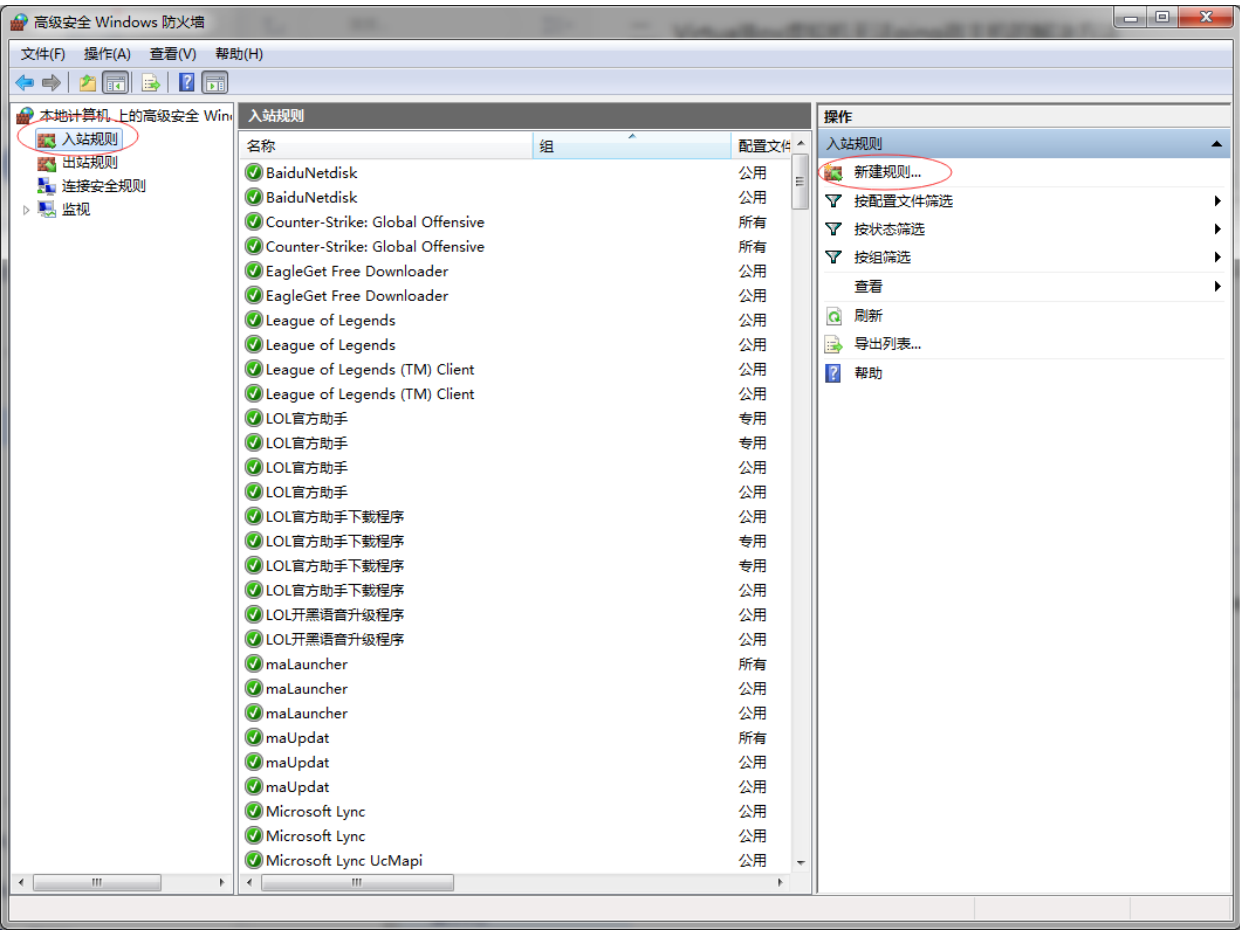 高级安全 Windows 防火墙
文件(F) 操作(A) 查看(V) 帮助(H)
本地计算机 上的高级安全 Win
入站规则
出站规则
连接安全规则
监视
入站规则
名称 组 配置文件
BaiduNetdisk 公用
BaiduNetdisk 公用
Counter-Strike: Global Offensive 所有
Counter-Strike: Global Offensive 所有
EagleGet Free Downloader 公用
EagleGet Free Downloader 公用
League of Legends 公用
League of Legends 公用
League of Legends (TM) Client 公用
League of Legends (TM) Client 公用
LOL官方助手 专用
LOL官方助手 专用
LOL官方助手 公用
LOL官方助手 公用
LOL官方助手下载程序 公用
LOL官方助手下载程序 专用
LOL官方助手下载程序 专用
LOL官方助手下载程序 公用
LOL开黑语音升级程序 公用
LOL开黑语音升级程序 公用
maLauncher 所有
maLauncher 公用
maLauncher 公用
maUpdat 所有
maUpdat 公用
maUpdat 公用
Microsoft Lync 公用
Microsoft Lync 公用
Microsoft Lync UcMapi 公用
操作
入站规则
新建规则...
按配置文件筛选
按状态筛选
按组筛选
查看
刷新
导出列表...
帮助